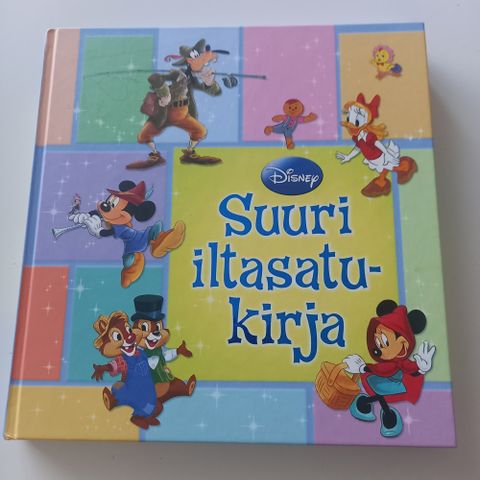 Disney
Suuri
iltasatu-
kirja